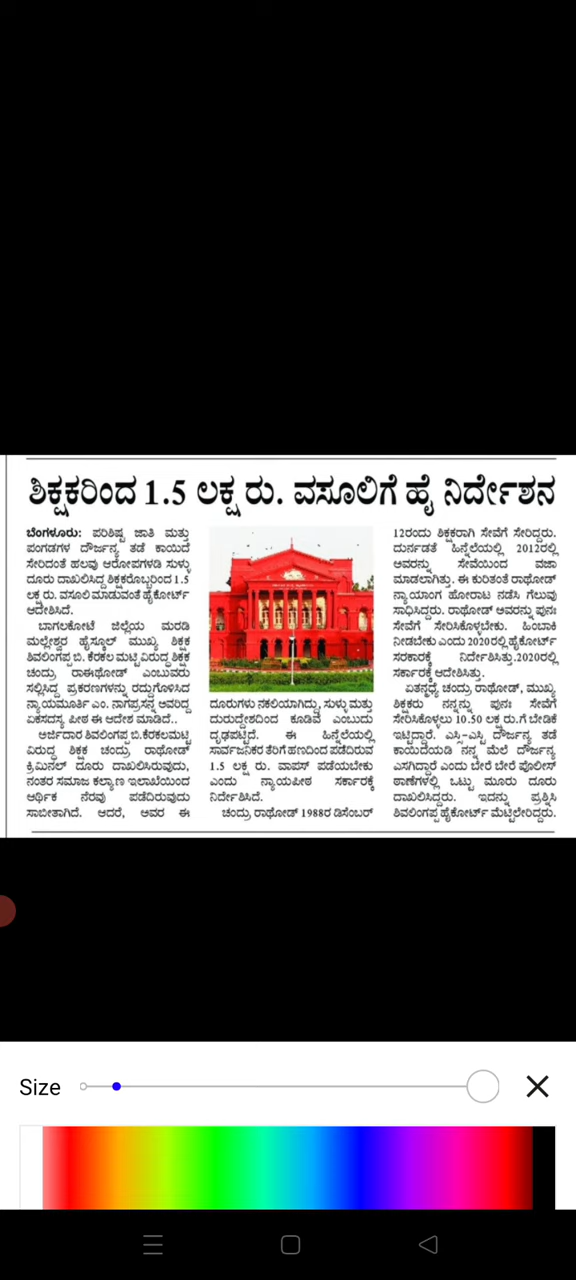 ಶಿಕ್ಷಕರಿಂದ 1.5 ಲಕ್ಷ ರು. ವಸೂಲಿಗೆ ಹೈ ನಿರ್ದೇಶನ
ಬೆಂಗಳೂರು: ಪರಿಶಿಷ್ಟ ಜಾತಿ ಮತ್ತು
ಪಂಗಡಗಳ ದೌರ್ಜನ್ಯ ತಡೆ ಕಾಯಿದೆ
ಸೇರಿದಂತೆ ಹಲವು ಆರೋಪಗಳಡಿ ಸುಳ್ಳು
ದೂರು ದಾಖಲಿಸಿದ್ದ ಶಿಕ್ಷಕರೊಬ್ಬರಿಂದ 1.5
ಲಕ್ಷ ರು. ವಸೂಲಿ ಮಾಡುವಂತೆ ಹೈಕೋರ್ಟ್
ಆದೇಶಿಸಿದೆ.
ಬಾಗಲಕೋಟೆ ಜಿಲ್ಲೆಯ ಮರಡಿ
ಮಲ್ಲೇಶ್ವರ ಹೈಸ್ಕೂಲ್ ಮುಖ್ಯ ಶಿಕ್ಷಕ
ಶಿವಲಿಂಗಪ್ಪ ಬಿ. ಕೆರಕಲ ಮಟ್ಟಿ ವಿರುದ್ಧ ಶಿಕ್ಷಕ
ಚಂದ್ರು ರಾಈಥೋಡ್ ಎಂಬುವರು
ಸಲ್ಲಿಸಿದ್ದ ಪ್ರಕರಣಗಳನ್ನು ರದ್ದುಗೊಳಿಸಿದ
ನ್ಯಾಯಮೂರ್ತಿ ಎಂ. ನಾಗಪ್ರಸನ್ನ ಅವರಿದ್ದ
ಏಕಸದಸ್ಯ ಪೀಠ ಈ ಆದೇಶ ಮಾಡಿದೆ..
ಅರ್ಜಿದಾರ ಶಿವಲಿಂಗಪ್ಪ ಬಿ.ಕೆರಕಲಮಟ್ಟಿ
ವಿರುದ್ಧ ಶಿಕ್ಷಕ ಚಂದ್ರು ರಾಥೋಡ್
ಕ್ರಿಮಿನಲ್ ದೂರು ದಾಖಲಿಸಿರುವುದು,
ನಂತರ ಸಮಾಜ ಕಲ್ಯಾಣ ಇಲಾಖೆಯಿಂದ
ಆರ್ಥಿಕ ನೆರವು ಪಡೆದಿರುವುದು
ಸಾಬೀತಾಗಿದೆ. ಆದರೆ, ಅವರ ಈ
ದೂರುಗಳು ನಕಲಿಯಾಗಿದ್ದು, ಸುಳ್ಳು ಮತ್ತು
ದುರುದ್ದೇಶದಿಂದ ಕೂಡಿವೆ ಎಂಬುದು
ದೃಢಪಟ್ಟಿದೆ. ಈ ಹಿನ್ನೆಲೆಯಲ್ಲಿ
ಸಾರ್ವಜನಿಕರ ತೆರಿಗೆ ಹಣದಿಂದ ಪಡೆದಿರುವ
1.5 ಲಕ್ಷ ರು. ವಾಪಸ್ ಪಡೆಯಬೇಕು
ಎಂದು ನ್ಯಾಯಪೀಠ ಸರ್ಕಾರಕ್ಕೆ
ನಿರ್ದೇಶಿಸಿದೆ.
ಚಂದ್ರು ರಾಥೋಡ್ 1988ರ ಡಿಸೆಂಬರ್
12ರಂದು ಶಿಕ್ಷಕರಾಗಿ ಸೇವೆಗೆ ಸೇರಿದ್ದರು.
ದುರ್ನಡತೆ ಹಿನ್ನೆಲೆಯಲ್ಲಿ 2012ರಲ್ಲಿ
ಅವರನ್ನು ಸೇವೆಯಿಂದ ವಜಾ
ಮಾಡಲಾಗಿತ್ತು. ಈ ಕುರಿತಂತೆ ರಾಥೋಡ್
ನ್ಯಾಯಾಂಗ ಹೋರಾಟ ನಡೆಸಿ ಗೆಲುವು
ಸಾಧಿಸಿದ್ದರು. ರಾಥೋಡ್ ಅವರನ್ನು ಪುನಃ
ಸೇವೆಗೆ ಸೇರಿಸಿಕೊಳ್ಳಬೇಕು. ಹಿಂಬಾಕಿ
ನೀಡಬೇಕು ಎಂದು 2020ರಲ್ಲಿ ಹೈಕೋರ್ಟ್
ಸರಕಾರಕ್ಕೆ ನಿರ್ದೇಶಿಸಿತ್ತು.2020ರಲ್ಲಿ
ಸರ್ಕಾರಕ್ಕೆ ಆದೇಶಿಸಿತ್ತು.
ಏತನ್ಮಧ್ಯೆ ಚಂದ್ರು ರಾಥೋಡ್, ಮುಖ್ಯ
ಶಿಕ್ಷಕರು ನನ್ನನ್ನು ಪುನಃ ಸೇವೆಗೆ
ಸೇರಿಸಿಕೊಳ್ಳಲು 10.50 ಲಕ್ಷ ರು.ಗೆ ಬೇಡಿಕೆ
ಇಟ್ಟಿದ್ದಾರೆ. ಎಸ್ಸಿ-ಎಸ್ಟಿ ದೌರ್ಜನ್ಯ ತಡೆ
ಕಾಯಿದೆಯಡಿ ನನ್ನ ಮೇಲೆ ದೌರ್ಜನ್ಯ
ಎಸಗಿದ್ದಾರೆ ಎಂದು ಬೇರೆ ಬೇರೆ ಪೊಲೀಸ್
ಠಾಣೆಗಳಲ್ಲಿ ಒಟ್ಟು ಮೂರು ದೂರು
ದಾಖಲಿಸಿದ್ದರು. ಇದನ್ನು ಪ್ರಶ್ನಿಸಿ
ಶಿವಲಿಂಗಪ್ಪ ಹೈಕೋರ್ಟ್ ಮೆಟ್ಟಿಲೇರಿದ್ದರು.
Size